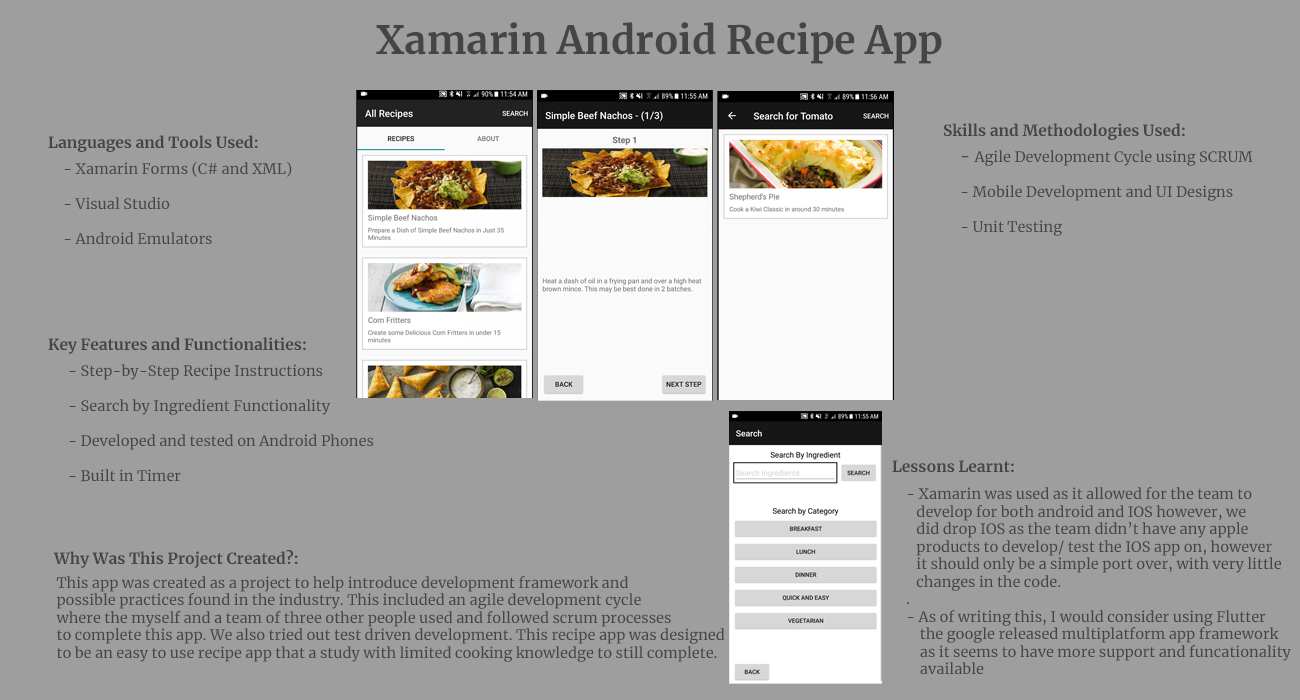 Xamarin Android Recipe App
Languages and Tools Used:
- Xamarin Forms (C# and XML)
- Visual Studio
- Android Emulators
Key Features and Functionalities:
- Step-by-Step Recipe Instructions
- Search by Ingredient Functionality
- Developed and tested on Android Phones
- Built in Timer
Why Was This Project Created?:
This app was created as a project to help introduce development framework and
possible practices found in the industry. This included an agile development cycle
where the myself and a team of three other people used and followed scrum processes
to complete this app. We also tried out test driven development. This recipe app was designed
to be an easy to use recipe app that a study with limited cooking knowledge to still complete.
90% 11:54 AM
All Recipes SEARCH
RECIPES ABOUT
Simple Beef Nachos
Prepare a Dish of Simple Beef Nachos in Just 35
Minutes
Corn Fritters
Create some Delicious Corn Fritters in under 15
minutes
89% 11:55 AM
Simple Beef Nachos - (1/3)
Step 1
Heat a dash of oil in a frying pan and over a high heat
brown mince. This may be best done in 2 batches.
BACK NEXT STEP
89% 11:56 AM
Search for Tomato SEARCH
Shepherd's Pie
Cook a Kiwi Classic in around 30 minutes
89% 11:55 AM
Search
Search By Ingredient
Search Ingredients SEARCH
Search by Category
BREAKFAST
LUNCH
DINNER
QUICK AND EASY
VEGETARIAN
BACK
Skills and Methodologies Used:
- Agile Development Cycle using SCRUM
- Mobile Development and UI Designs
- Unit Testing
Lessons Learnt:
- Xamarin was used as it allowed for the team to
develop for both android and IOS however, we
did drop IOS as the team didn't have any apple
products to develop/ test the IOS app on, however
it should only be a simple port over, with very little
changes in the code.
.
- As of writing this, I would consider using Flutter
the google released multiplatform app framework
as it seems to have more support and funcationality
available